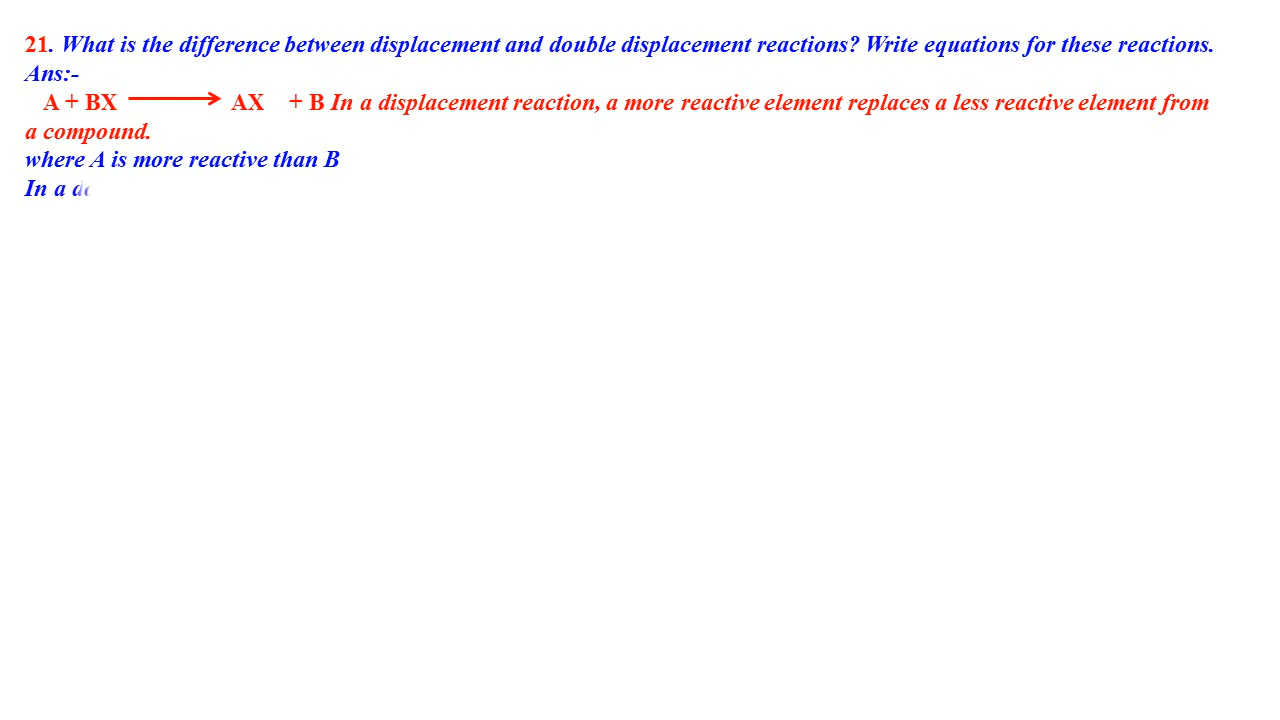 21. What is the difference between displacement and double displacement reactions? Write equations for these reactions.
Ans:-
A + BX ⟶ AX + B In a displacement reaction, a more reactive element replaces a less reactive element from
a compound.
where A is more reactive than B
In a